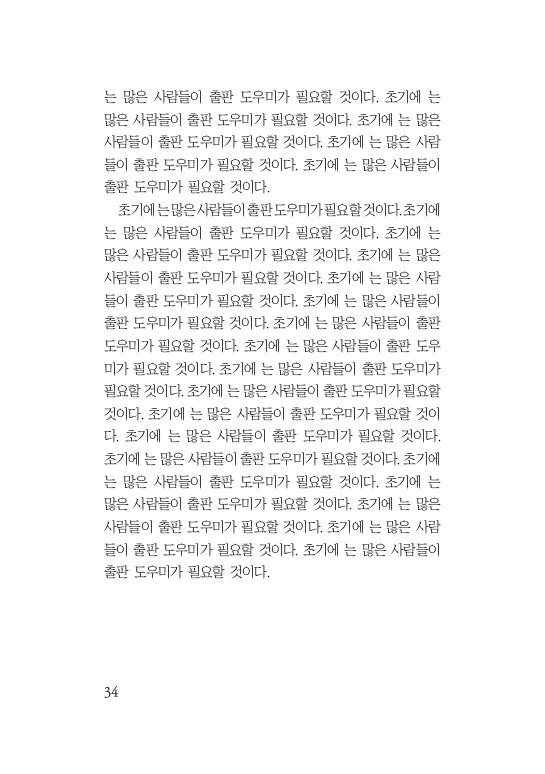 는 많은 사람들이 출판 도우미가 필요할 것이다. 초기에 는
많은 사람들이 출판 도우미가 필요할 것이다. 초기에 는 많은
사람들이 출판 도우미가 필요할 것이다. 초기에 는 많은 사람
들이 출판 도우미가 필요할 것이다. 초기에 는 많은 사람들이
출판 도우미가 필요할 것이다.
초기에 는 많은 사람들이 출판 도우미가 필요할 것이다. 초기에
는 많은 사람들이 출판 도우미가 필요할 것이다. 초기에 는
많은 사람들이 출판 도우미가 필요할 것이다. 초기에 는 많은
사람들이 출판 도우미가 필요할 것이다. 초기에 는 많은 사람
들이 출판 도우미가 필요할 것이다. 초기에 는 많은 사람들이
출판 도우미가 필요할 것이다. 초기에 는 많은 사람들이 출판
도우미가 필요할 것이다. 초기에 는 많은 사람들이 출판 도우
미가 필요할 것이다. 초기에 는 많은 사람들이 출판 도우미가
필요할 것이다. 초기에 는 많은 사람들이 출판 도우미가 필요할
것이다. 초기에 는 많은 사람들이 출판 도우미가 필요할 것이
다. 초기에 는 많은 사람들이 출판 도우미가 필요할 것이다.
초기에 는 많은 사람들이 출판 도우미가 필요할 것이다. 초기에
는 많은 사람들이 출판 도우미가 필요할 것이다. 초기에 는
많은 사람들이 출판 도우미가 필요할 것이다. 초기에 는 많은
사람들이 출판 도우미가 필요할 것이다. 초기에 는 많은 사람
들이 출판 도우미가 필요할 것이다. 초기에 는 많은 사람들이
출판 도우미가 필요할 것이다.
34